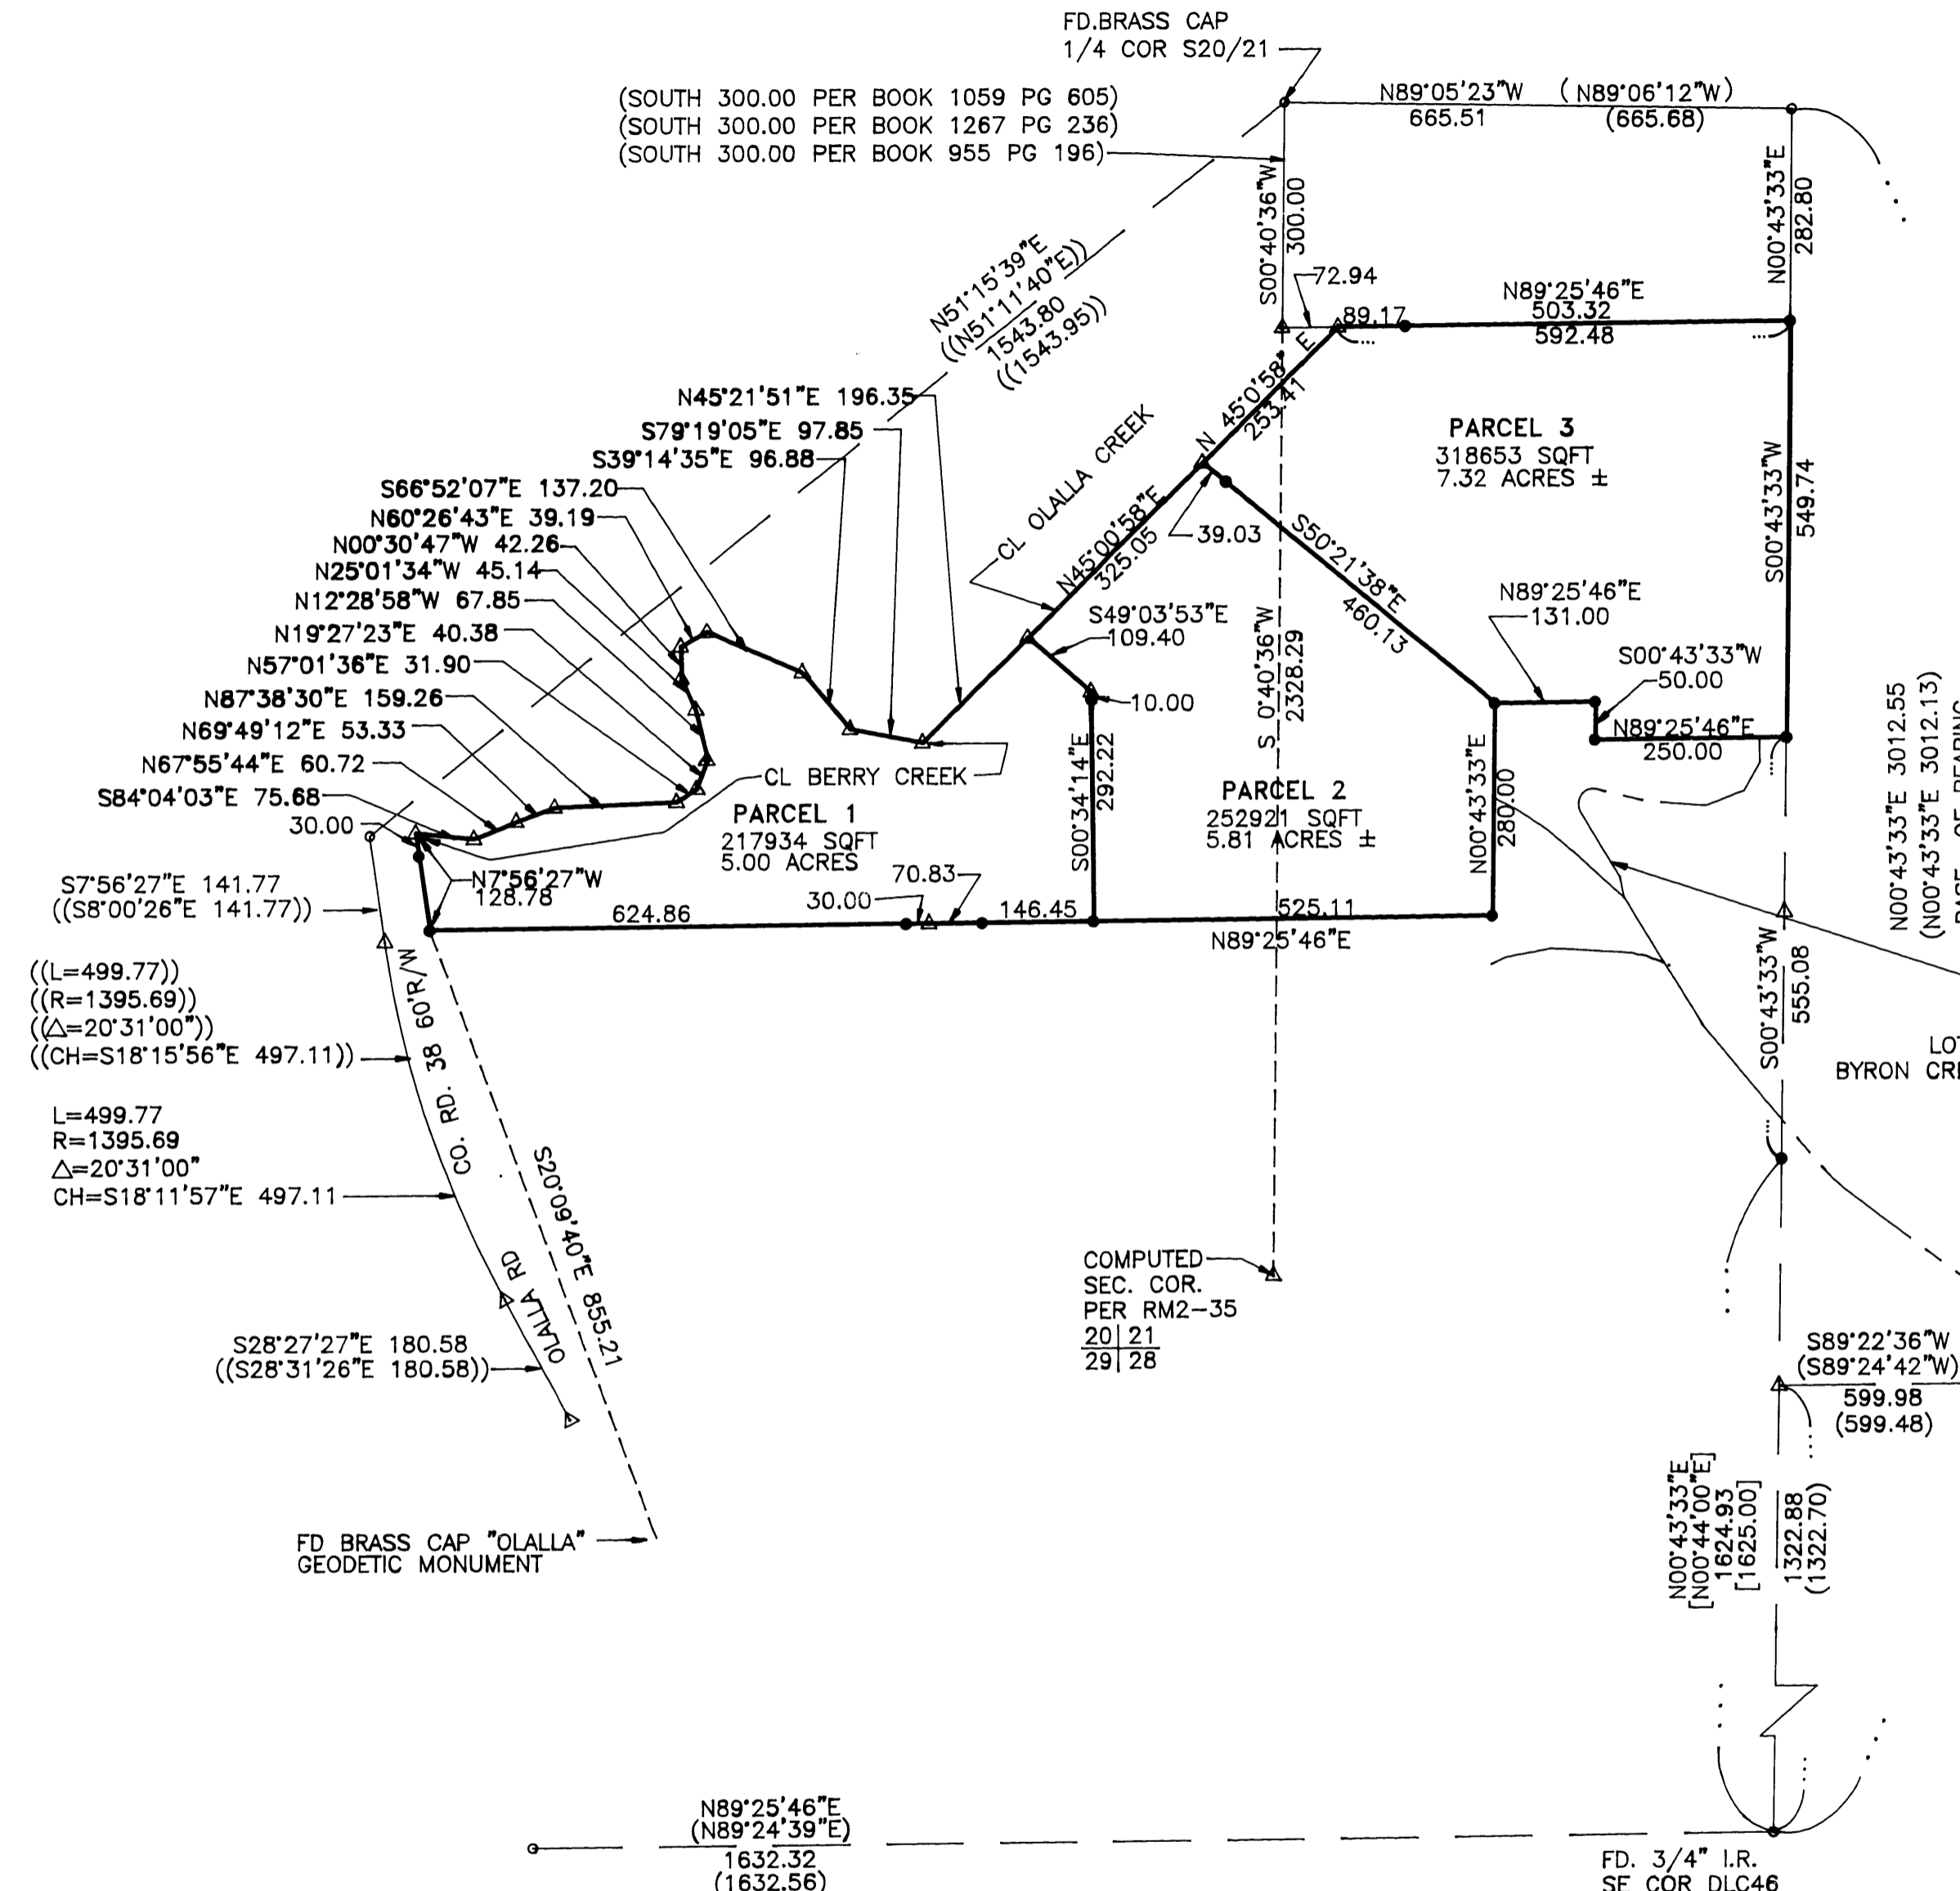 FD.BRASS CAP
1/4 COR S20/21
(SOUTH 300.00 PER BOOK 1059 PG 605)
(SOUTH 300.00 PER BOOK 1267 PG 236)
(SOUTH 300.00 PER BOOK 955 PG 196)
N89°05'23"W (N89°06'12"W)
665.51 (665.68)
S00°40'36"W
300.00
N00°43'33"E
282.80
N51°15'39"E
((N51°11'40"E))
1543.80
((1543.95))
72.94
89.17
N89°25'46"E
503.32
592.48
N 45°0'58" E
253.41
N45°21'51"E 196.35
S79°19'05"E 97.85
S39°14'35"E 96.88
S66°52'07"E 137.20
N60°26'43"E 39.19
N00°30'47"W 42.26
N25°01'34"W 45.14
N12°28'58"W 67.85
N19°27'23"E 40.38
N57°01'36"E 31.90
N87°38'30"E 159.26
N69°49'12"E 53.33
N67°55'44"E 60.72
S84°04'03"E 75.68
30.00
CL OLALLA CREEK
N45°00'58"E
325.05
39.03
S50°21'38"E
460.13
PARCEL 3
318653 SQFT
7.32 ACRES ±
S00°43'33"W
549.74
S49°03'53"E
109.40
10.00
S 0°40'36"W
2328.29
N89°25'46"E
131.00
S00°43'33"W
50.00
N89°25'46"E
250.00
N00°43'33"E 3012.55
(N00°43'33"E 3012.13)
CL BERRY CREEK
PARCEL 1
217934 SQFT
5.00 ACRES
S00°34'14"E
292.22
PARCEL 2
252921 SQFT
5.81 ACRES ±
N00°43'33"E
280.00
S7°56'27"E 141.77
((S8°00'26"E 141.77))
N7°56'27"W
128.78
624.86
30.00
70.83
146.45
525.11
N89°25'46"E
((L=499.77))
((R=1395.69))
((△=20°31'00"))
((CH=S18°15'56"E 497.11))
L=499.77
R=1395.69
△=20°31'00"
CH=S18°11'57"E 497.11
CO. RD. 38 60'R/W
OLALLA RD
S20°09'40"E 855.21
S00°43'33"W
555.08
LOT
BYRON CRE
COMPUTED
SEC. COR.
PER RM2-35
20 21
29 28
S28°27'27"E 180.58
((S28°31'26"E 180.58))
S89°22'36"W
(S89°24'42"W)
599.98
(599.48)
FD BRASS CAP "OLALLA"
GEODETIC MONUMENT
N00°43'33"E
[N00°44'00"E]
1624.93
[1625.00]
1322.88
(1322.70)
N89°25'46"E
(N89°24'39"E)
1632.32
(1632.56)
FD. 3/4" I.R.
SE COR DLC46